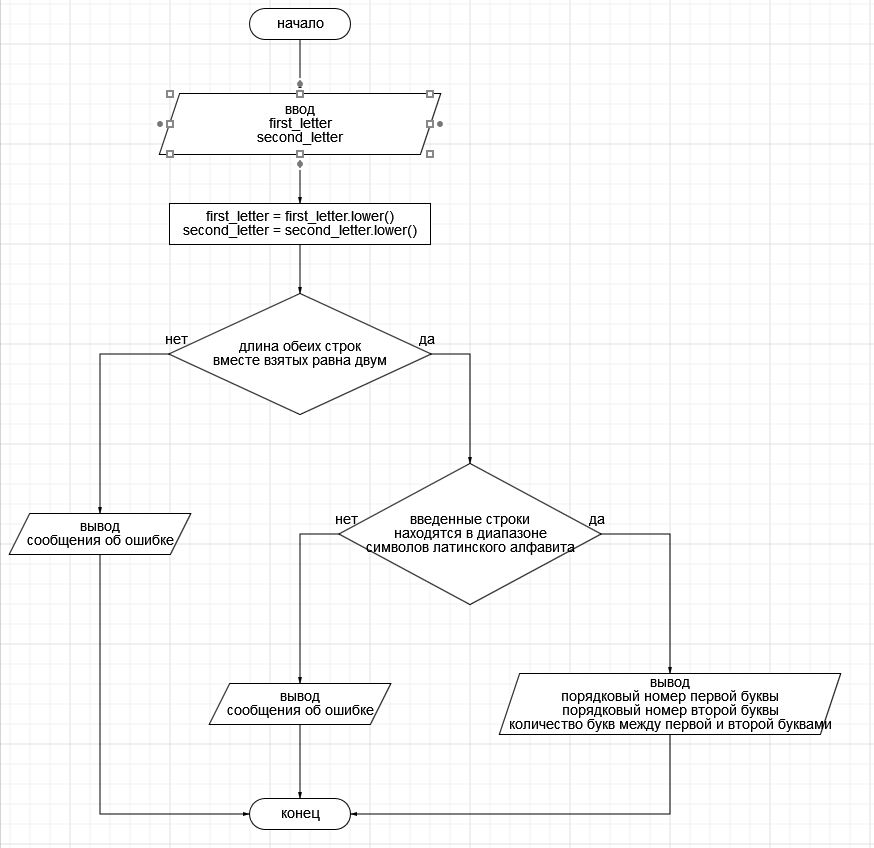 начало
ввод
first_letter
second_letter
first_letter = first_letter.lower()
second_letter = second_letter.lower()
нет
да
длина обеих строк
вместе взятых равна двум
нет
да
введенные строки
находятся в диапазоне
символов латинского алфавита
вывод
сообщения об ошибке
вывод
сообщения об ошибке
вывод
порядковый номер первой буквы
порядковый номер второй буквы
количество букв между первой и второй буквами
конец